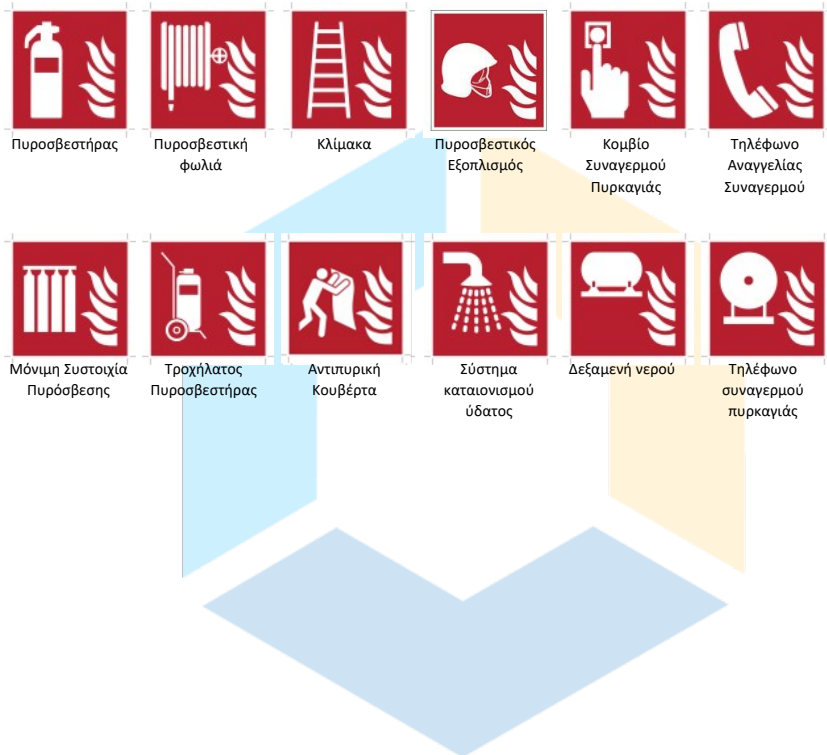 Πυροσβεστήρας
Πυροσβεστική
φωλιά
Κλίμακα
Πυροσβεστικός
Εξοπλισμός
Κομβίο
Συναγερμού
Πυρκαγιάς
Τηλέφωνο
Αναγγελίας
Συναγερμού
Μόνιμη Συστοιχία
Πυρόσβεσης
Τροχήλατος
Πυροσβεστήρας
Αντιπυρική
Κουβέρτα
Σύστημα
καταιονισμού
ύδατος
Δεξαμενή νερού
Τηλέφωνο
συναγερμού
πυρκαγιάς